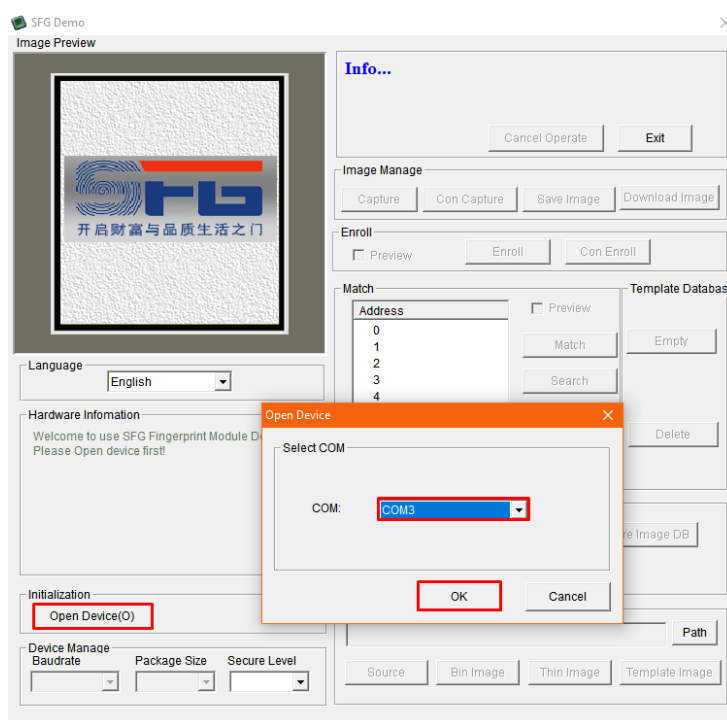 SFG Demo
Image Preview
SFG
开启财富与品质生活之门
Info...
Cancel Operate
Exit
Image Manage
Capture
Con Capture
Save Image
Download Image
Enroll
Preview
Enroll
Con Enroll
Match
Address
0
1
2
3
4
Preview
Match
Search
Template Databas
Empty
Delete
Language
English
Hardware Infomation
Welcome to use SFG Fingerprint Module D
Please Open device first!
Open Device
Select COM
COM:
COM3
OK
Cancel
re Image DB
Initialization
Open Device(O)
Path
Device Manage
Baudrate
Package Size
Secure Level
Source
Bin Image
Thin Image
Template Image